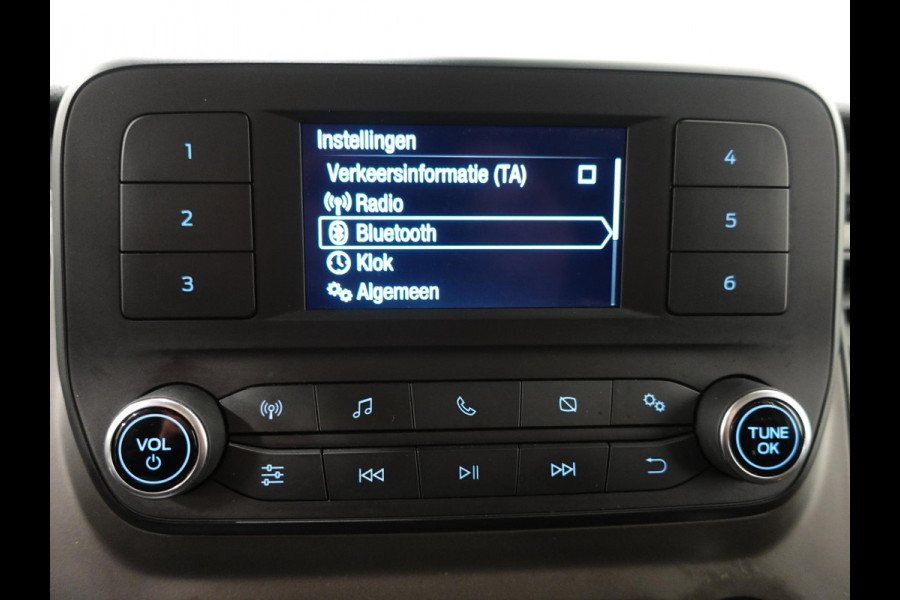 Instellingen
Verkeersinformatie (TA)
Radio
Bluetooth
Klok
Algemeen
1
2
3
4
5
6
VOL
TUNE
OK